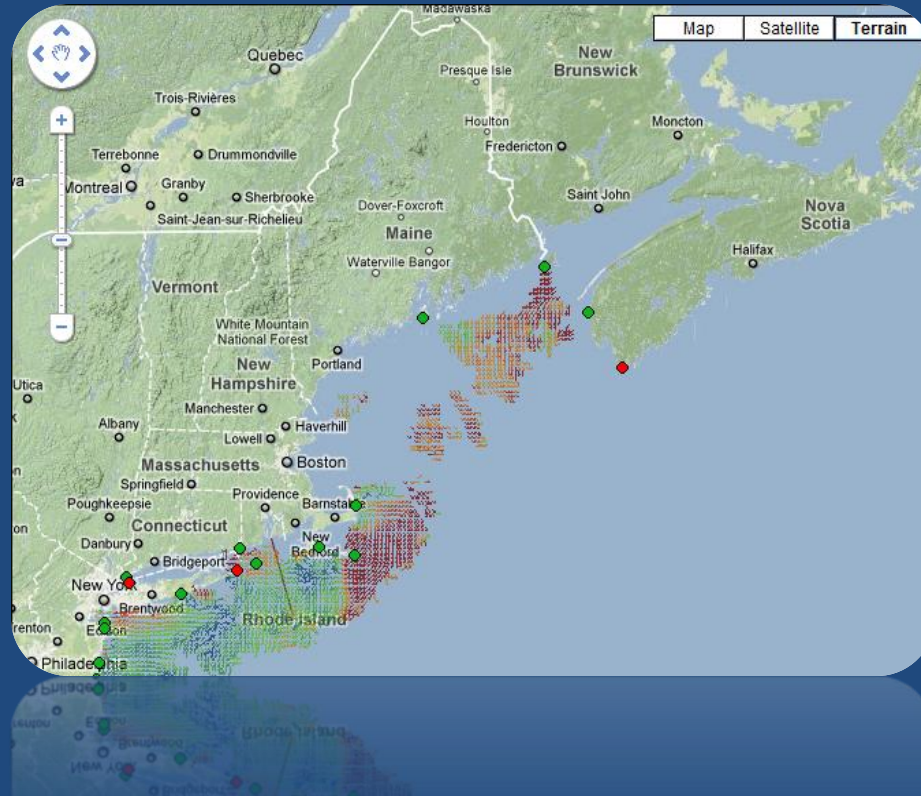 Madawaska
Map
Satellite
Terrain
Quebec
New
Brunswick
Presque Isle
Trois-Rivières
Houlton
Moncton
Fredericton
Terrebonne
Drummondville
Montreal
Granby
Sherbrooke
Saint John
Saint-Jean-sur-Richelieu
Dover-Foxcroft
Nova
Scotia
Maine
Halifax
Waterville
Bangor
Vermont
White Mountain
National Forest
Portland
New
Hampshire
Utica
Manchester
Albany
Haverhill
Lowell
Boston
Massachusetts
Springfield
Providence
Barnstable
Poughkeepsie
Connecticut
New
Bedford
Danbury
Bridgeport
New York
Brentwood
Rhode Island
Edison
renton
Philadelphia